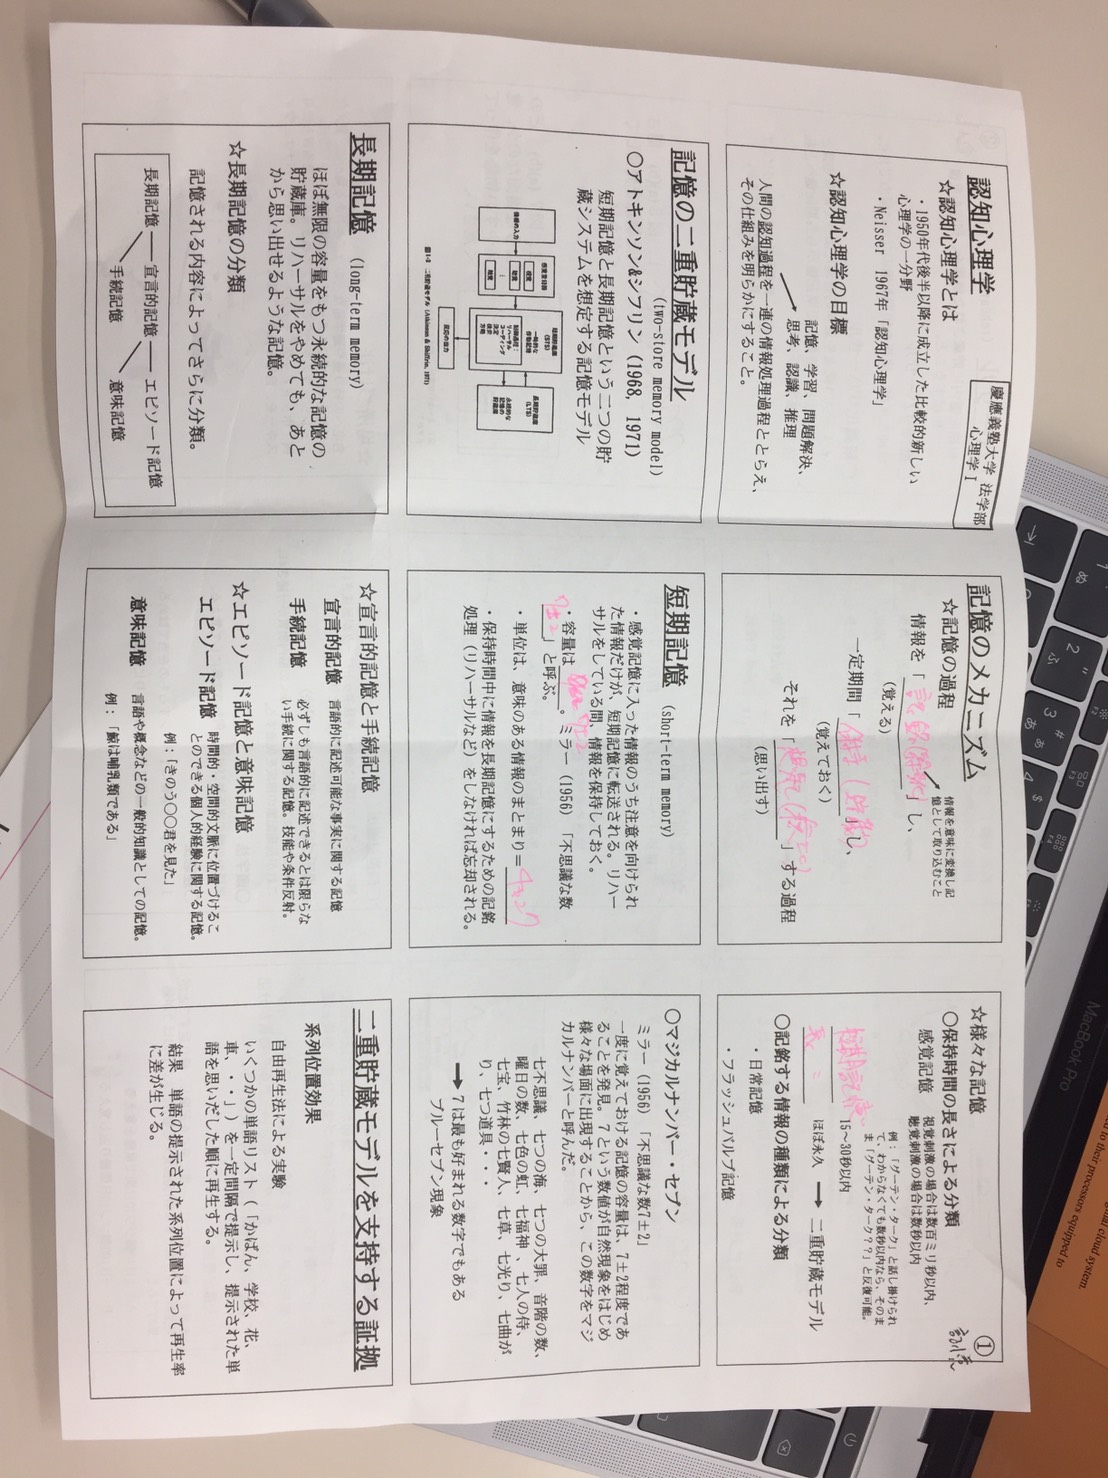 ①
記憶
慶應義塾大学 法学部
心理学Ⅰ
認知心理学
☆認知心理学とは
・1950年代後半以降に成立した比較的新しい
心理学の一分野
・Neisser 1967年「認知心理学」
☆認知心理学の目標
記憶、学習、問題解決、
思考、認識、推理
人間の認知過程を一連の情報処理過程ととらえ、
その仕組みを明らかにすること。
記憶のメカニズム
☆記憶の過程
情報を意味に変換し記
憶として取り込むこと
情報を「記銘(符号化)」し、
(覚える)
一定期間「保持(貯蔵)」し、
(覚えておく)
それを「想起(検索)」する過程
(思い出す)
☆様々な記憶
〇保持時間の長さによる分類
感覚記憶 視覚刺激の場合は数百ミリ秒以内、
聴覚刺激の場合は数秒以内
例：「グーテン・ターク」と話し掛けられ
て、わからなくても数秒以内なら、そのま
ま「グーテン・ターク？？」と反復可能。
短期記憶 15～30秒以内
長〃 ほぼ永久 → 二重貯蔵モデル
〇記銘する情報の種類による分類
・日常記憶
・フラッシュバルブ記憶
記憶の二重貯蔵モデル
(two-store memory model)
〇アトキンソン&シフリン (1968, 1971)
短期記憶と長期記憶という二つの貯
蔵システムを想定する記憶モデル
情報の入力
視覚
聴覚
(STS)
(LTS)
反応の出力
(Atkinson & Shiffrin, 1971)
短期記憶 (short-term memory)
・感覚記憶に入った情報のうち注意を向けられ
た情報だけが、短期記憶に転送される。リハー
サルをしている間、情報を保持しておく。
・容量は 7±2 。ミラー (1956) 「不思議な数
7±2」と呼ぶ。
・単位は、意味のある情報のまとまり＝チャンク
・保持時間中に情報を長期記憶にするための記銘
処理（リハーサルなど）をしなければ忘却される。
〇マジカルナンバー・セブン
ミラー (1956) 「不思議な数7±2」
一度に覚えておける記憶の容量は、7±2程度であ
ることを発見。7という数値が自然現象をはじめ
様々な場面に出現することから、この数字をマジ
カルナンバーと呼んだ。
七不思議、七つの海、七つの大罪、音階の数、
曜日の数、七色の虹、七福神、七人の侍、
七宝、竹林の七賢人、七草、七光り、七曲が
り、七つ道具・・・
→ 7は最も好まれる数字でもある
ブルーセブン現象
長期記憶 (long-term memory)
ほぼ無限の容量をもつ永続的な記憶の
貯蔵庫。リハーサルをやめても、あと
から思い出せるような記憶。
☆長期記憶の分類
記憶される内容によってさらに分類。
長期記憶 ― 宣言的記憶 ― エピソード記憶
手続記憶 意味記憶
☆宣言的記憶と手続記憶
宣言的記憶 言語的に記述可能な事実に関する記憶
手続記憶 必ずしも言語的に記述できるとは限らな
い手続に関する記憶。技能や条件反射。
☆エピソード記憶と意味記憶
エピソード記憶 時間的・空間的文脈に位置づけるこ
とのできる個人的経験に関する記憶。
例：「きのう〇〇君を見た」
意味記憶 言語や概念などの一般的知識としての記憶。
例：「鯨は哺乳類である」
二重貯蔵モデルを支持する証拠
系列位置効果
自由再生法による実験
いくつかの単語リスト（「かばん、学校、花、
車、・・」）を一定間隔で提示し、提示された単
語を思いだした順に再生する。
結果 単語の提示された系列位置によって再生率
に差が生じる。
MacBook Pro